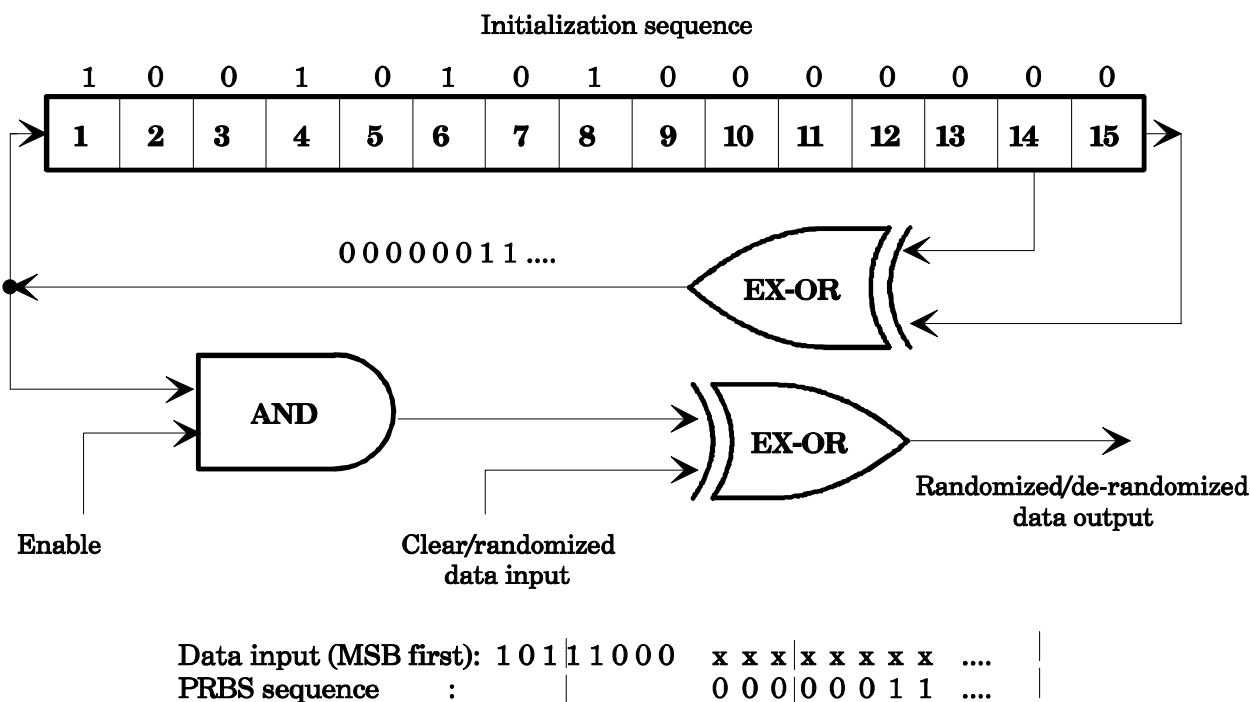 Initialization sequence
1 0 0 1 0 1 0 1 0 0 0 0 0 0 0
1 2 3 4 5 6 7 8 9 10 11 12 13 14 15
0 0 0 0 0 0 1 1 ....
EX-OR
AND
EX-OR
Randomized/de-randomized
data output
Enable
Clear/randomized
data input
Data input (MSB first): 1 0 1 1 1 0 0 0 x x x x x x x x ....
PRBS sequence : 0 0 0 0 0 0 1 1 ....